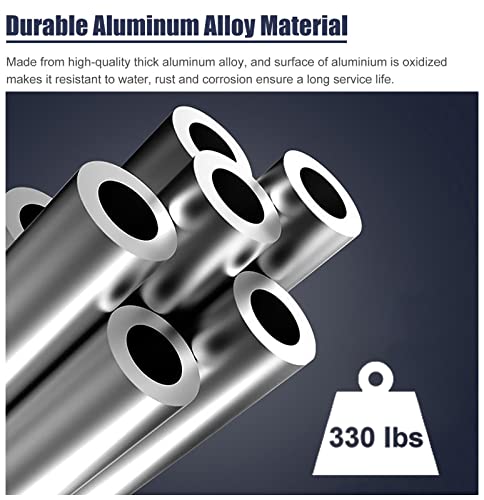 Durable Aluminum Alloy Material
Made from high-quality thick aluminum alloy, and surface of aluminium is oxidized
makes it resistant to water, rust and corrosion ensure a long service life.
330 lbs